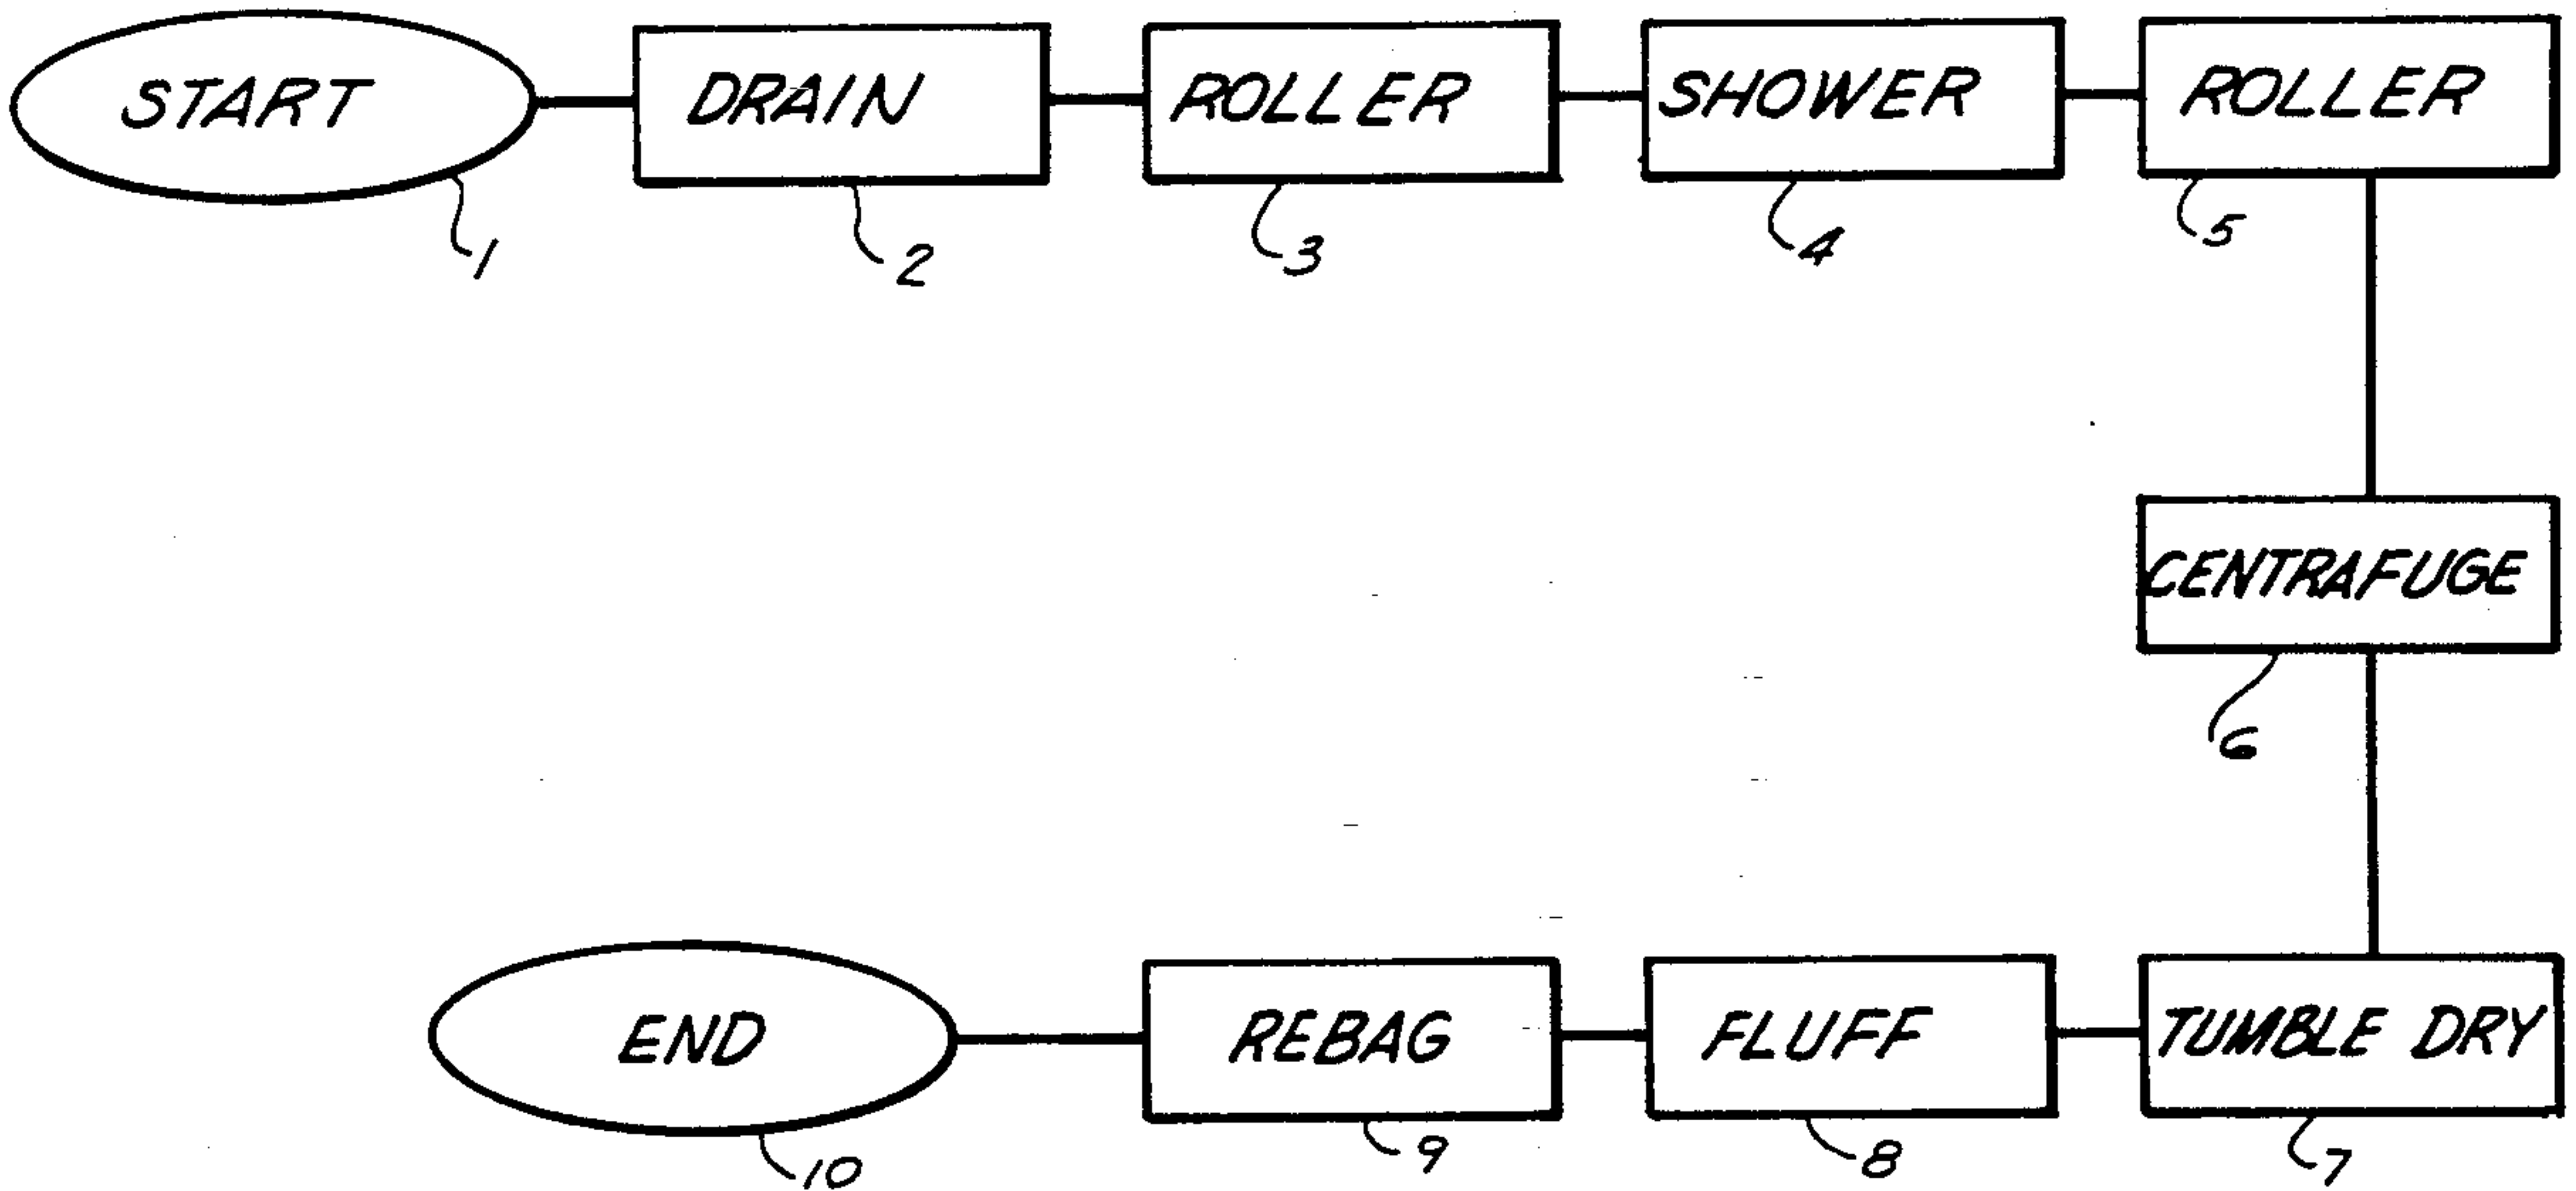 START
DRAIN
ROLLER
SHOWER
ROLLER
1
2
3
4
5
CENTRAFUGE
6
TUMBLE DRY
FLUFF
REBAG
END
7
8
9
10